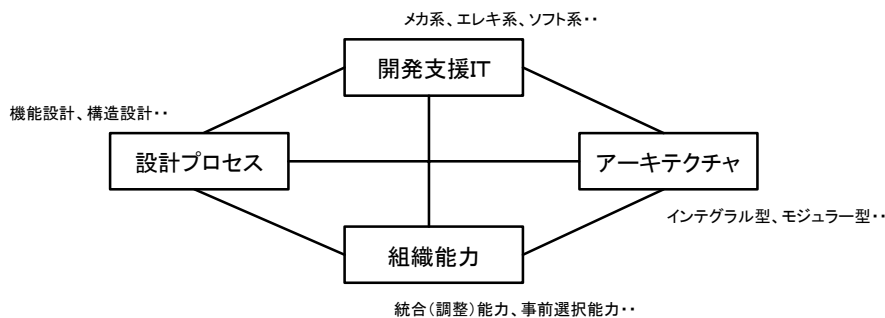 メカ系、エレキ系、ソフト系・・
開発支援IT
機能設計、構造設計・・
設計プロセス
アーキテクチャ
インテグラル型、モジュラー型・・
組織能力
統合(調整)能力、事前選択能力・・